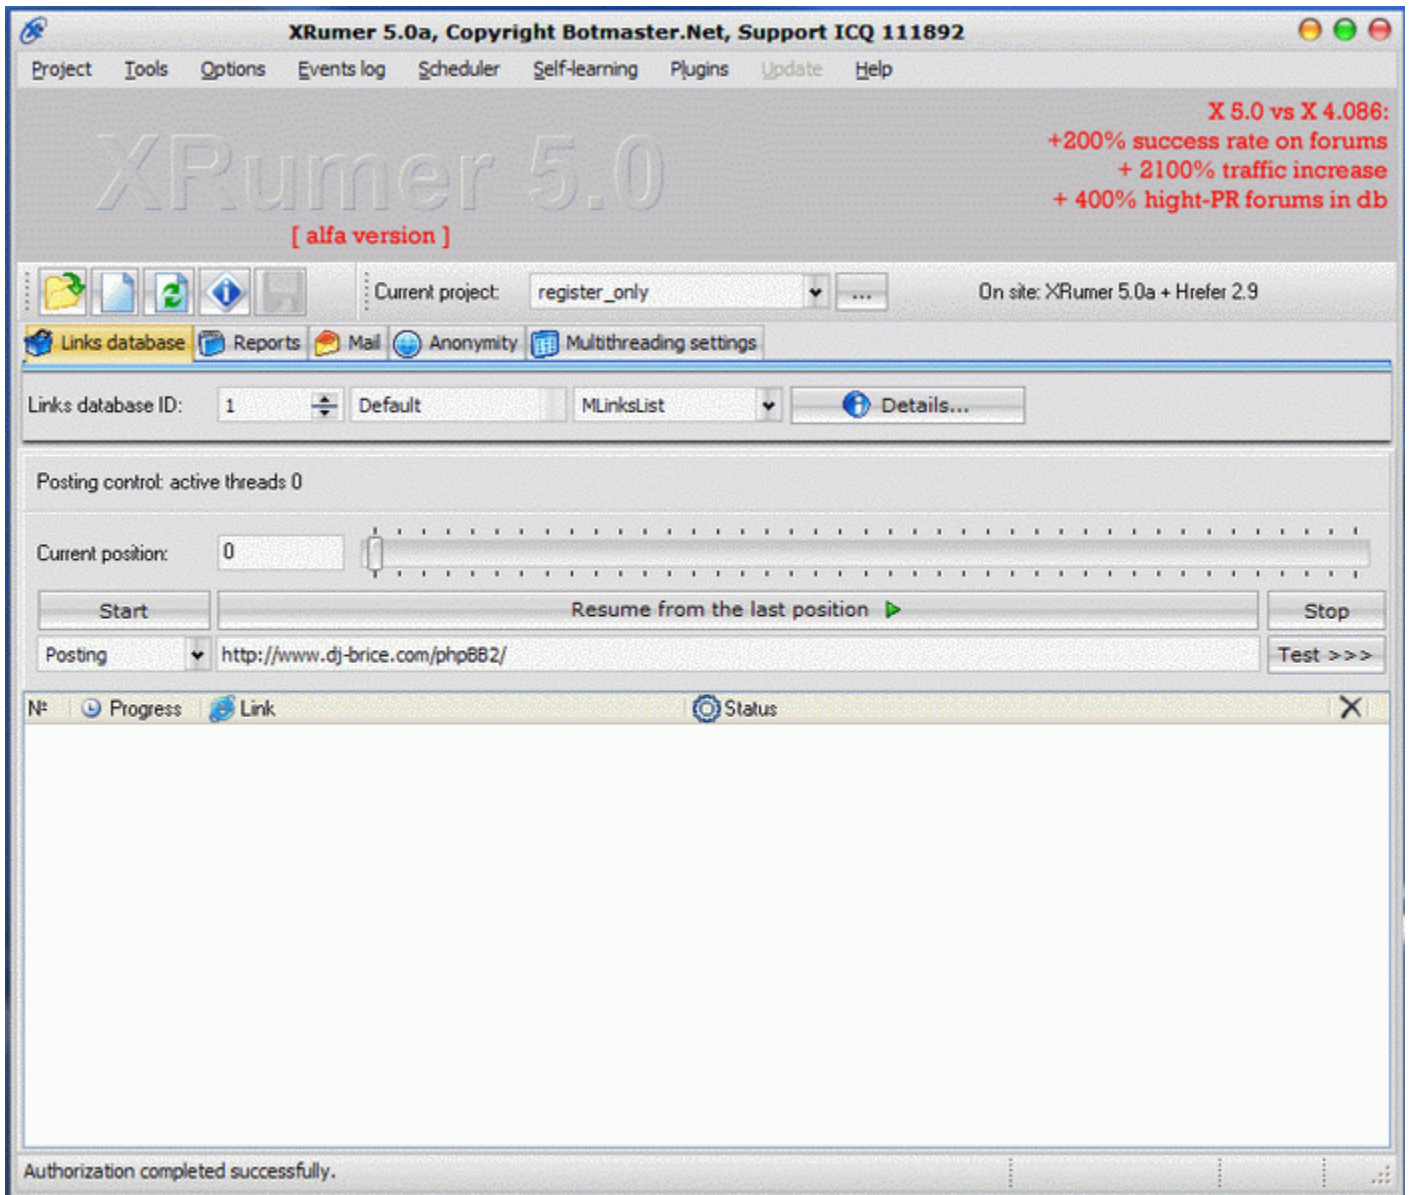 XRumer 5.0a, Copyright Botmaster.Net, Support ICQ 111892
Project Tools Options Events log Scheduler Self-learning Plugins Update Help
X 5.0 vs X 4.086:
+200% success rate on forums
+ 2100% traffic increase
+ 400% hight-PR forums in db
XRumer 5.0
[ alfa version ]
Current project: register_only ... On site: XRumer 5.0a + Hrefer 2.9
Links database Reports Mail Anonymity Multithreading settings
Links database ID: 1 Default MLinksList Details...
Posting control: active threads 0
Current position: 0
Start Resume from the last position Stop
Posting http://www.dj-brice.com/phpBB2/ Test >>>
№ Progress Link Status
Authorization completed successfully.